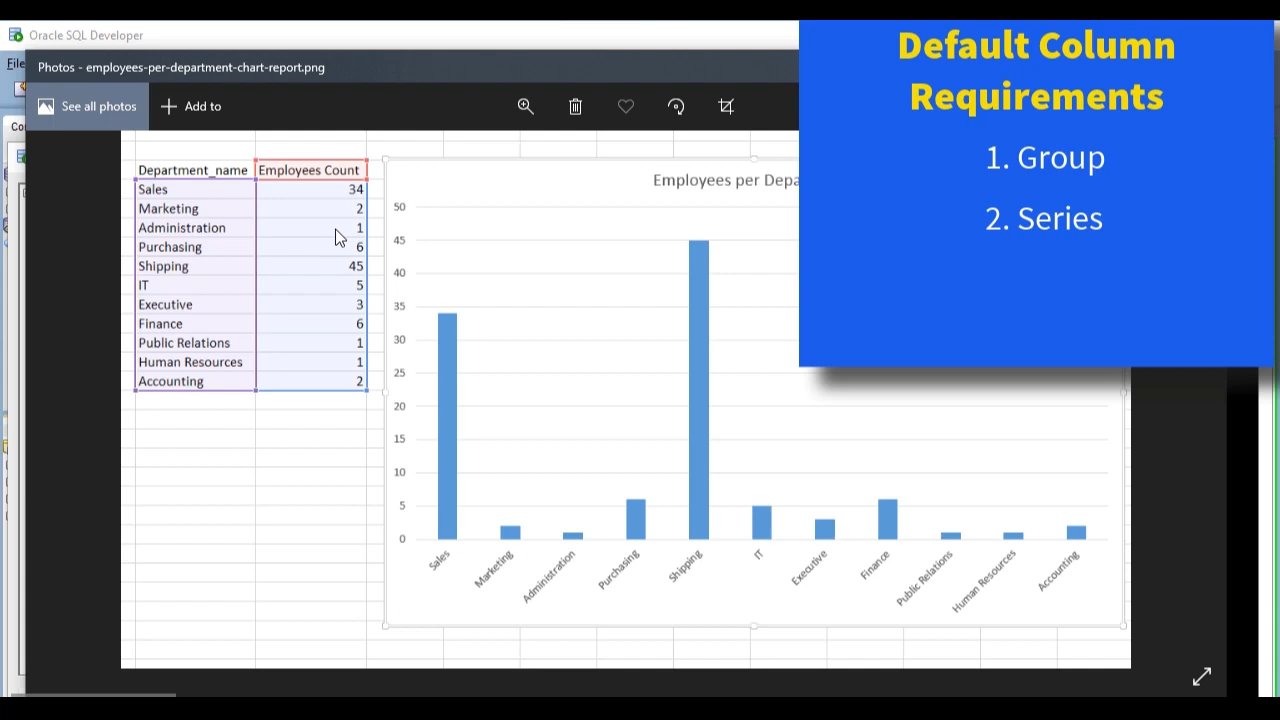 Oracle SQL Developer
File
Photos - employees-per-department-chart-report.png
See all photos
Add to
Default Column
Requirements
1. Group
2. Series
Department_name Employees Count
Sales 34
Marketing 2
Administration 1
Purchasing 6
Shipping 45
IT 5
Executive 3
Finance 6
Public Relations 1
Human Resources 1
Accounting 2
Employees per Depa
50
45
40
35
30
25
20
15
10
5
0
Sales
Marketing
Administration
Purchasing
Shipping
IT
Executive
Finance
Public Relations
Human Resources
Accounting